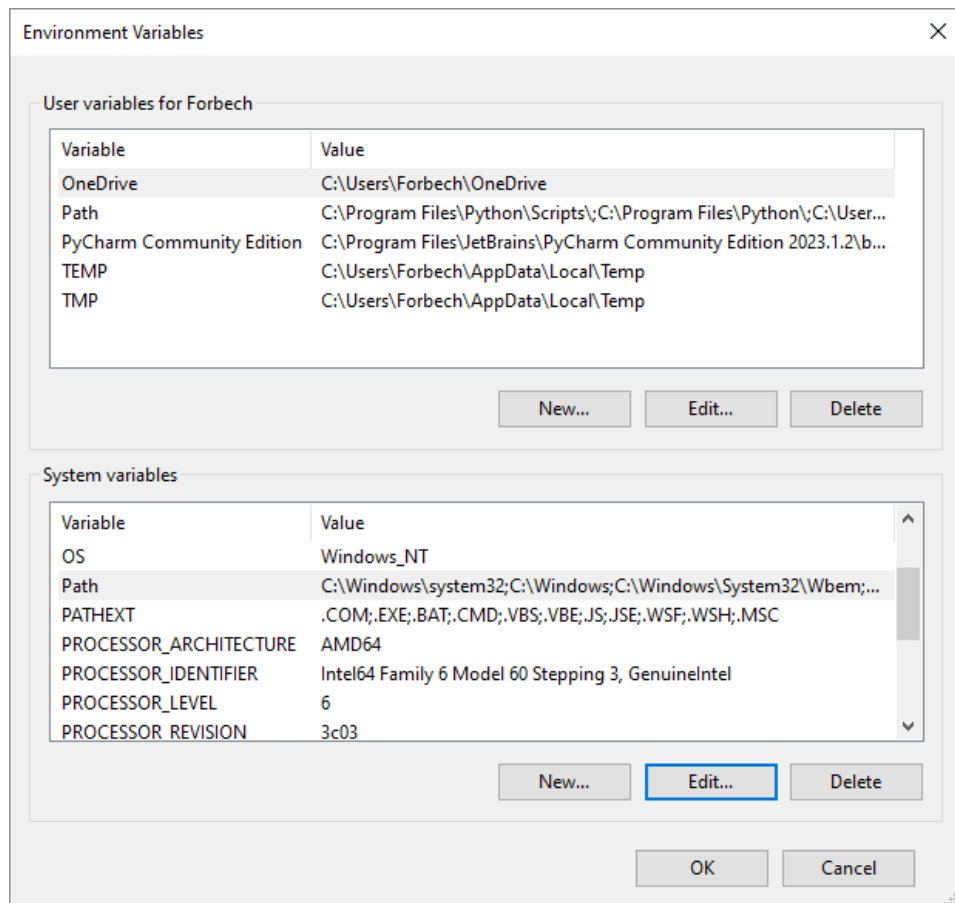 Environment Variables
User variables for Forbech
Variable Value
OneDrive C:\Users\Forbech\OneDrive
Path C:\Program Files\Python\Scripts\;C:\Program Files\Python\;C:\User...
PyCharm Community Edition C:\Program Files\JetBrains\PyCharm Community Edition 2023.1.2\b...
TEMP C:\Users\Forbech\AppData\Local\Temp
TMP C:\Users\Forbech\AppData\Local\Temp
New... Edit... Delete
System variables
Variable Value
OS Windows_NT
Path C:\Windows\system32;C:\Windows;C:\Windows\System32\Wbem;...
PATHEXT .COM;.EXE;.BAT;.CMD;.VBS;.VBE;.JS;.JSE;.WSF;.WSH;.MSC
PROCESSOR_ARCHITECTURE AMD64
PROCESSOR_IDENTIFIER Intel64 Family 6 Model 60 Stepping 3, GenuineIntel
PROCESSOR_LEVEL 6
PROCESSOR_REVISION 3c03
New... Edit... Delete
OK Cancel